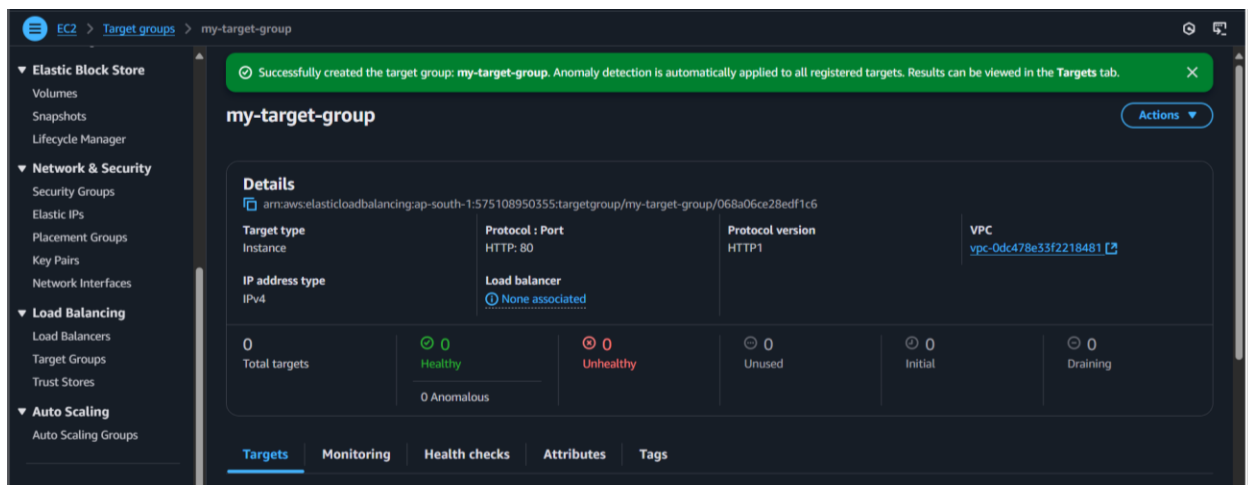 EC2 > Target groups > my-target-group
Elastic Block Store
Volumes
Snapshots
Lifecycle Manager
Network & Security
Security Groups
Elastic IPs
Placement Groups
Key Pairs
Network Interfaces
Load Balancing
Load Balancers
Target Groups
Trust Stores
Auto Scaling
Auto Scaling Groups
Successfully created the target group: my-target-group. Anomaly detection is automatically applied to all registered targets. Results can be viewed in the Targets tab.
my-target-group
Actions
Details
arn:aws:elasticloadbalancing:ap-south-1:575108950355:targetgroup/my-target-group/068a06ce28edf1c6
Target type
Instance
Protocol : Port
HTTP: 80
Protocol version
HTTP1
VPC
vpc-0dc478e33f2218481
IP address type
IPv4
Load balancer
None associated
0
Total targets
0
Healthy
0 Anomalous
0
Unhealthy
0
Unused
0
Initial
0
Draining
Targets Monitoring Health checks Attributes Tags